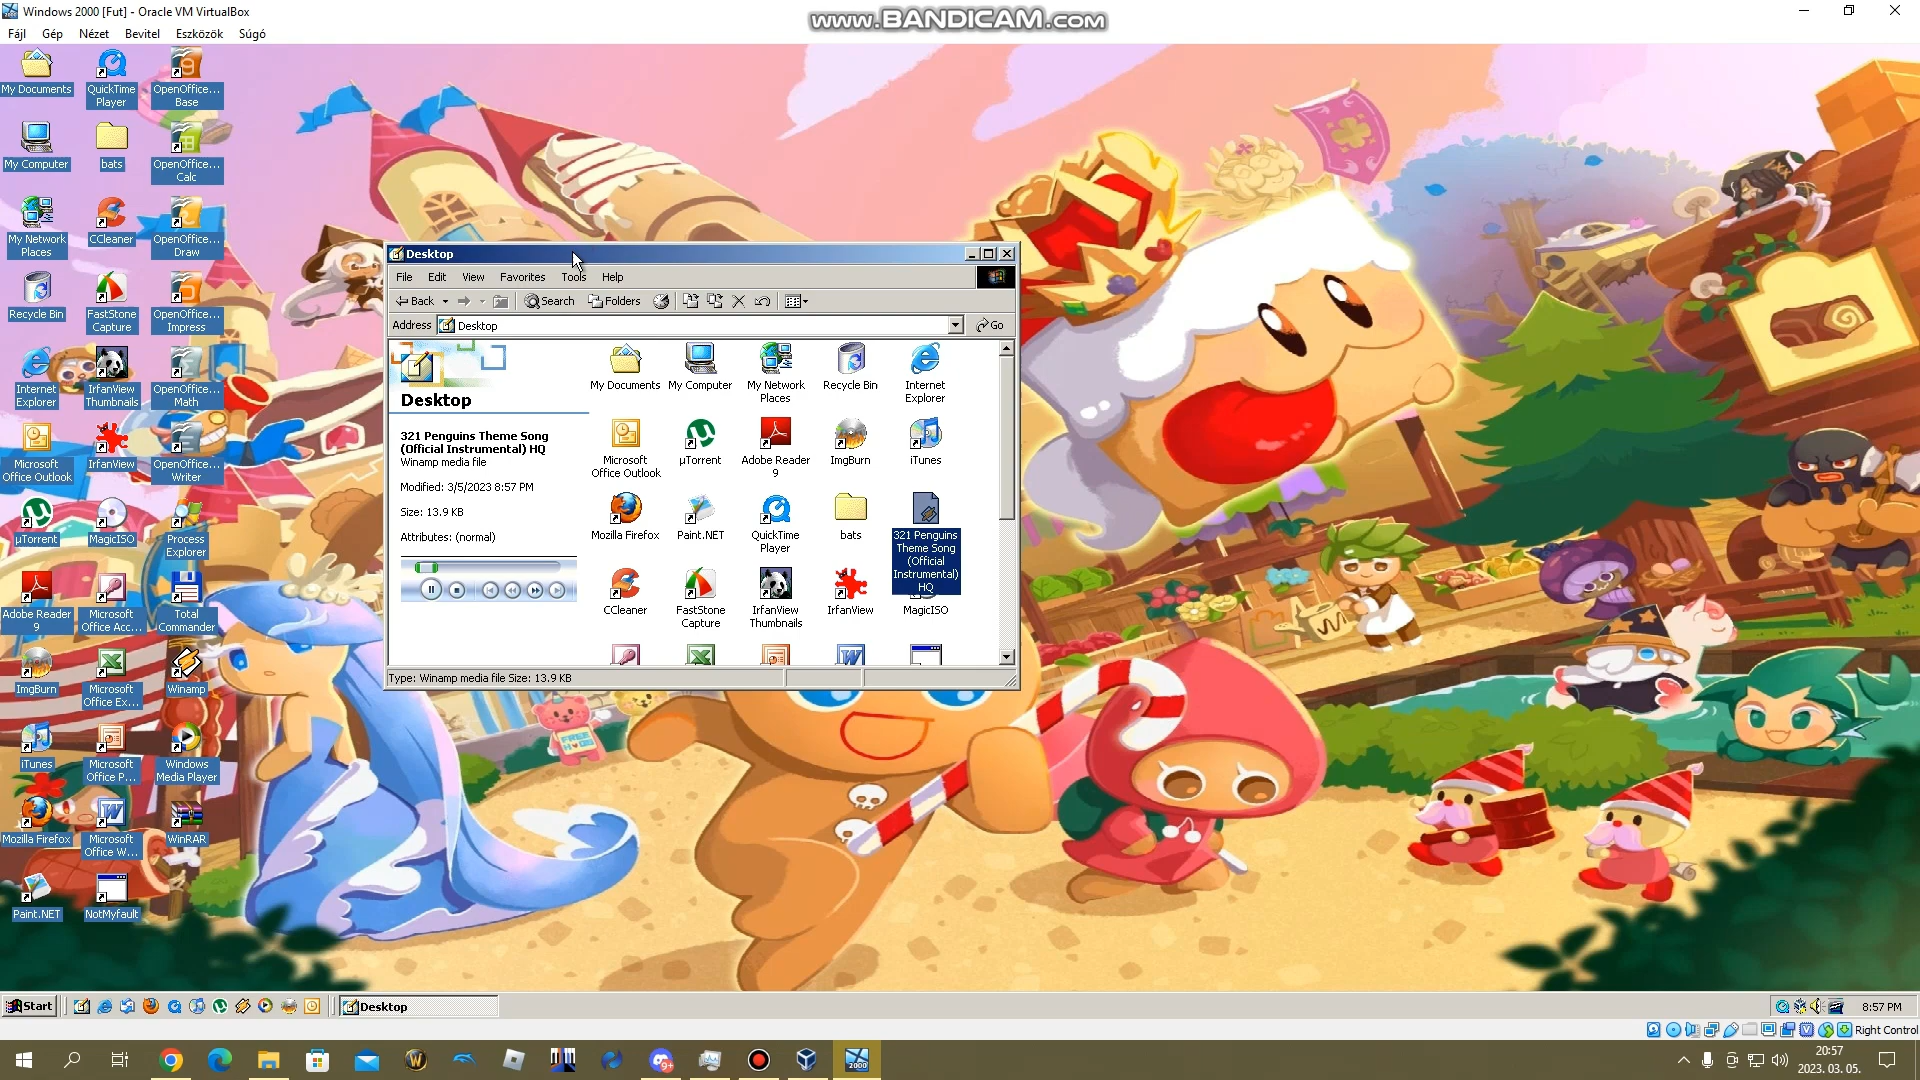 Windows 2000 [Fut] - Oracle VM VirtualBox
www.BANDICAM.com
Fájl Gép Nézet Bevitel Eszközök Súgó
My Documents
QuickTime
Player
OpenOffice...
Base
My Computer
bats
OpenOffice...
Calc
My Network
Places
CCleaner
OpenOffice...
Draw
Recycle Bin
FastStone
Capture
OpenOffice...
Impress
Internet
Explorer
IrfanView
Thumbnails
OpenOffice...
Math
Microsoft
Office Outlook
IrfanView
OpenOffice...
Writer
µTorrent
MagicISO
Process
Explorer
Adobe Reader
9
Microsoft
Office Acc...
Total
Commander
ImgBurn
Microsoft
Office Ex...
Winamp
iTunes
Microsoft
Office P...
Windows
Media Player
Mozilla Firefox
Microsoft
Office W...
WinRAR
Paint.NET
NotMyfault
Desktop
File Edit View Favorites Tools Help
Back Search Folders
Address Desktop Go
Desktop
321 Penguins Theme Song
(Official Instrumental) HQ
Winamp media file
Modified: 3/5/2023 8:57 PM
Size: 13.9 KB
Attributes: (normal)
My Documents
My Computer
My Network
Places
Recycle Bin
Internet
Explorer
Microsoft
Office Outlook
µTorrent
Adobe Reader
9
ImgBurn
iTunes
Mozilla Firefox
Paint.NET
QuickTime
Player
bats
321 Penguins
Theme Song
(Official
Instrumental)
HQ
CCleaner
FastStone
Capture
IrfanView
Thumbnails
IrfanView
MagicISO
Type: Winamp media file Size: 13.9 KB
FREE
HUGS
Start
Desktop
8:57 PM
Right Control
9+
2000
20:57
2023. 03. 05.